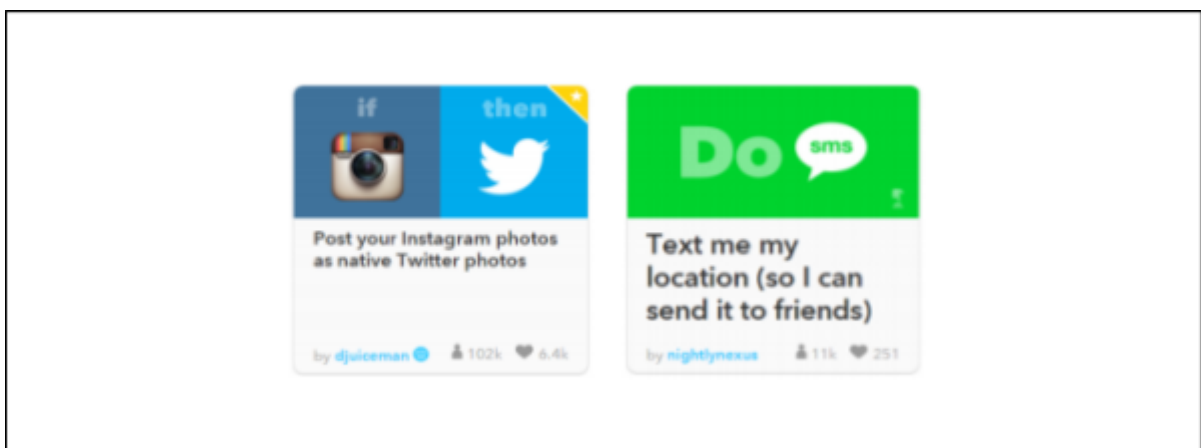 if then
Post your Instagram photos
as native Twitter photos
by djuiceman 102k 6.4k
Do sms
Text me my
location (so I can
send it to friends)
by nightlynexus 11k 251